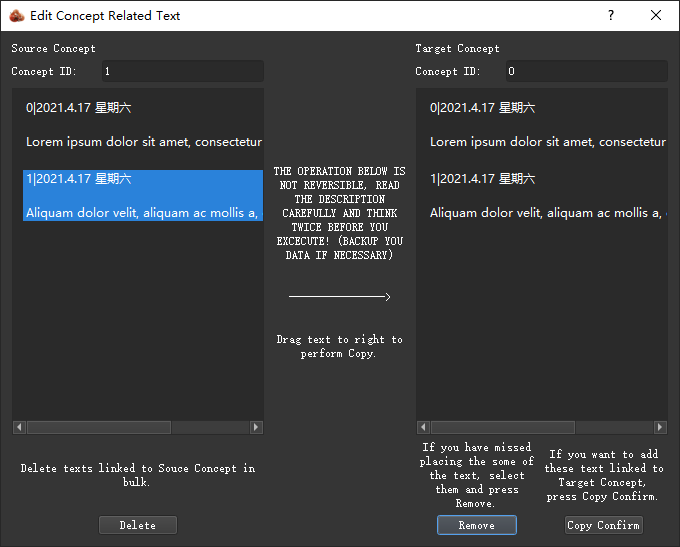 Edit Concept Related Text
Source Concept
Concept ID: 1
0|2021.4.17 星期六
Lorem ipsum dolor sit amet, consectetur
1|2021.4.17 星期六
Aliquam dolor velit, aliquam ac mollis a,
THE OPERATION BELOW IS
NOT REVERSIBLE, READ
THE DESCRIPTION
CAREFULLY AND THINK
TWICE BEFORE YOU
EXCECUTE! (BACKUP YOU
DATA IF NECESSARY)
Drag text to right to
perform Copy.
Target Concept
Concept ID: 0
0|2021.4.17 星期六
Lorem ipsum dolor sit amet, consectetur
1|2021.4.17 星期六
Aliquam dolor velit, aliquam ac mollis a,
Delete texts linked to Souce Concept in
bulk.
Delete
If you have missed
placing the some of
the text, select
them and press
Remove.
Remove
If you want to add
these text linked to
Target Concept,
press Copy Confirm.
Copy Confirm